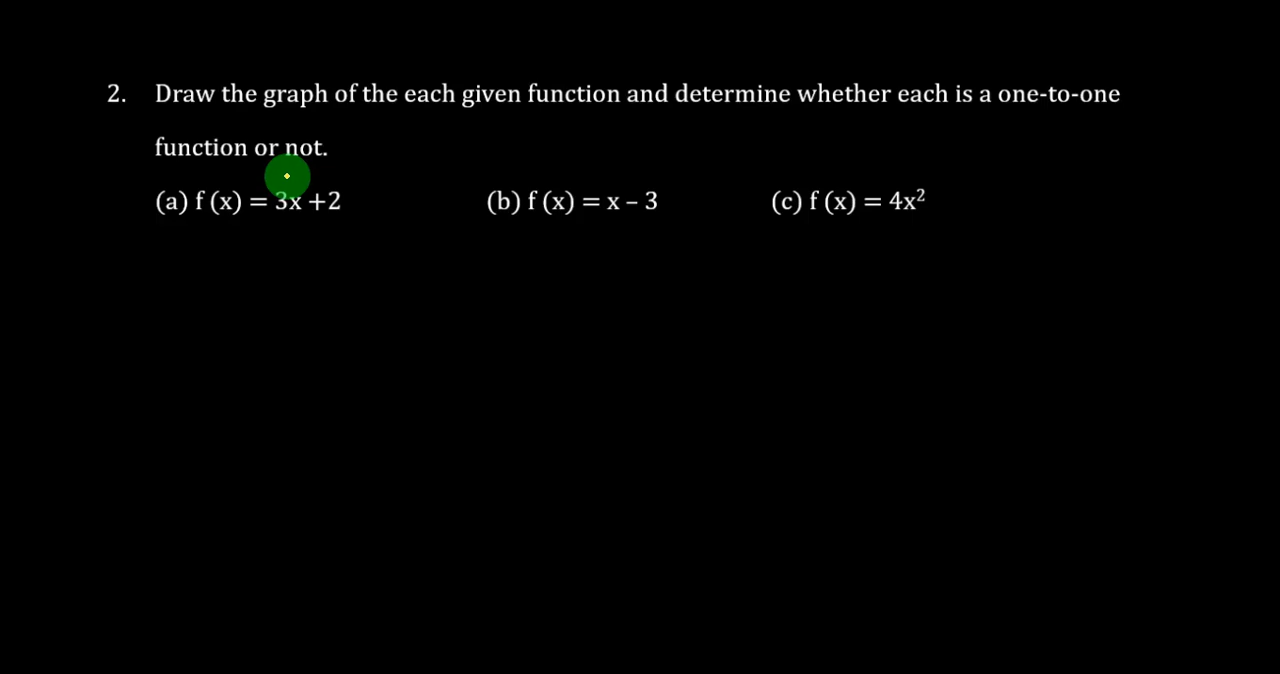 2. Draw the graph of the each given function and determine whether each is a one-to-one
function or not.
(a) f (x) = 3x +2 (b) f (x) = x – 3 (c) f (x) = 4x²